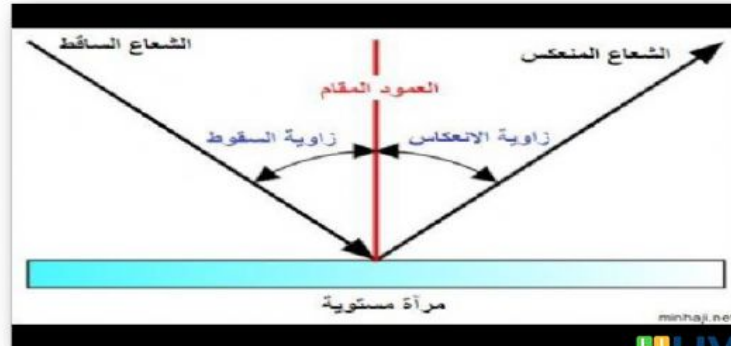 الشعاع الساقط
الشعاع المنعكس
العمود المقام
زاوية السقوط
زاوية الانعكاس
مرآة مستوية
minhaji.net